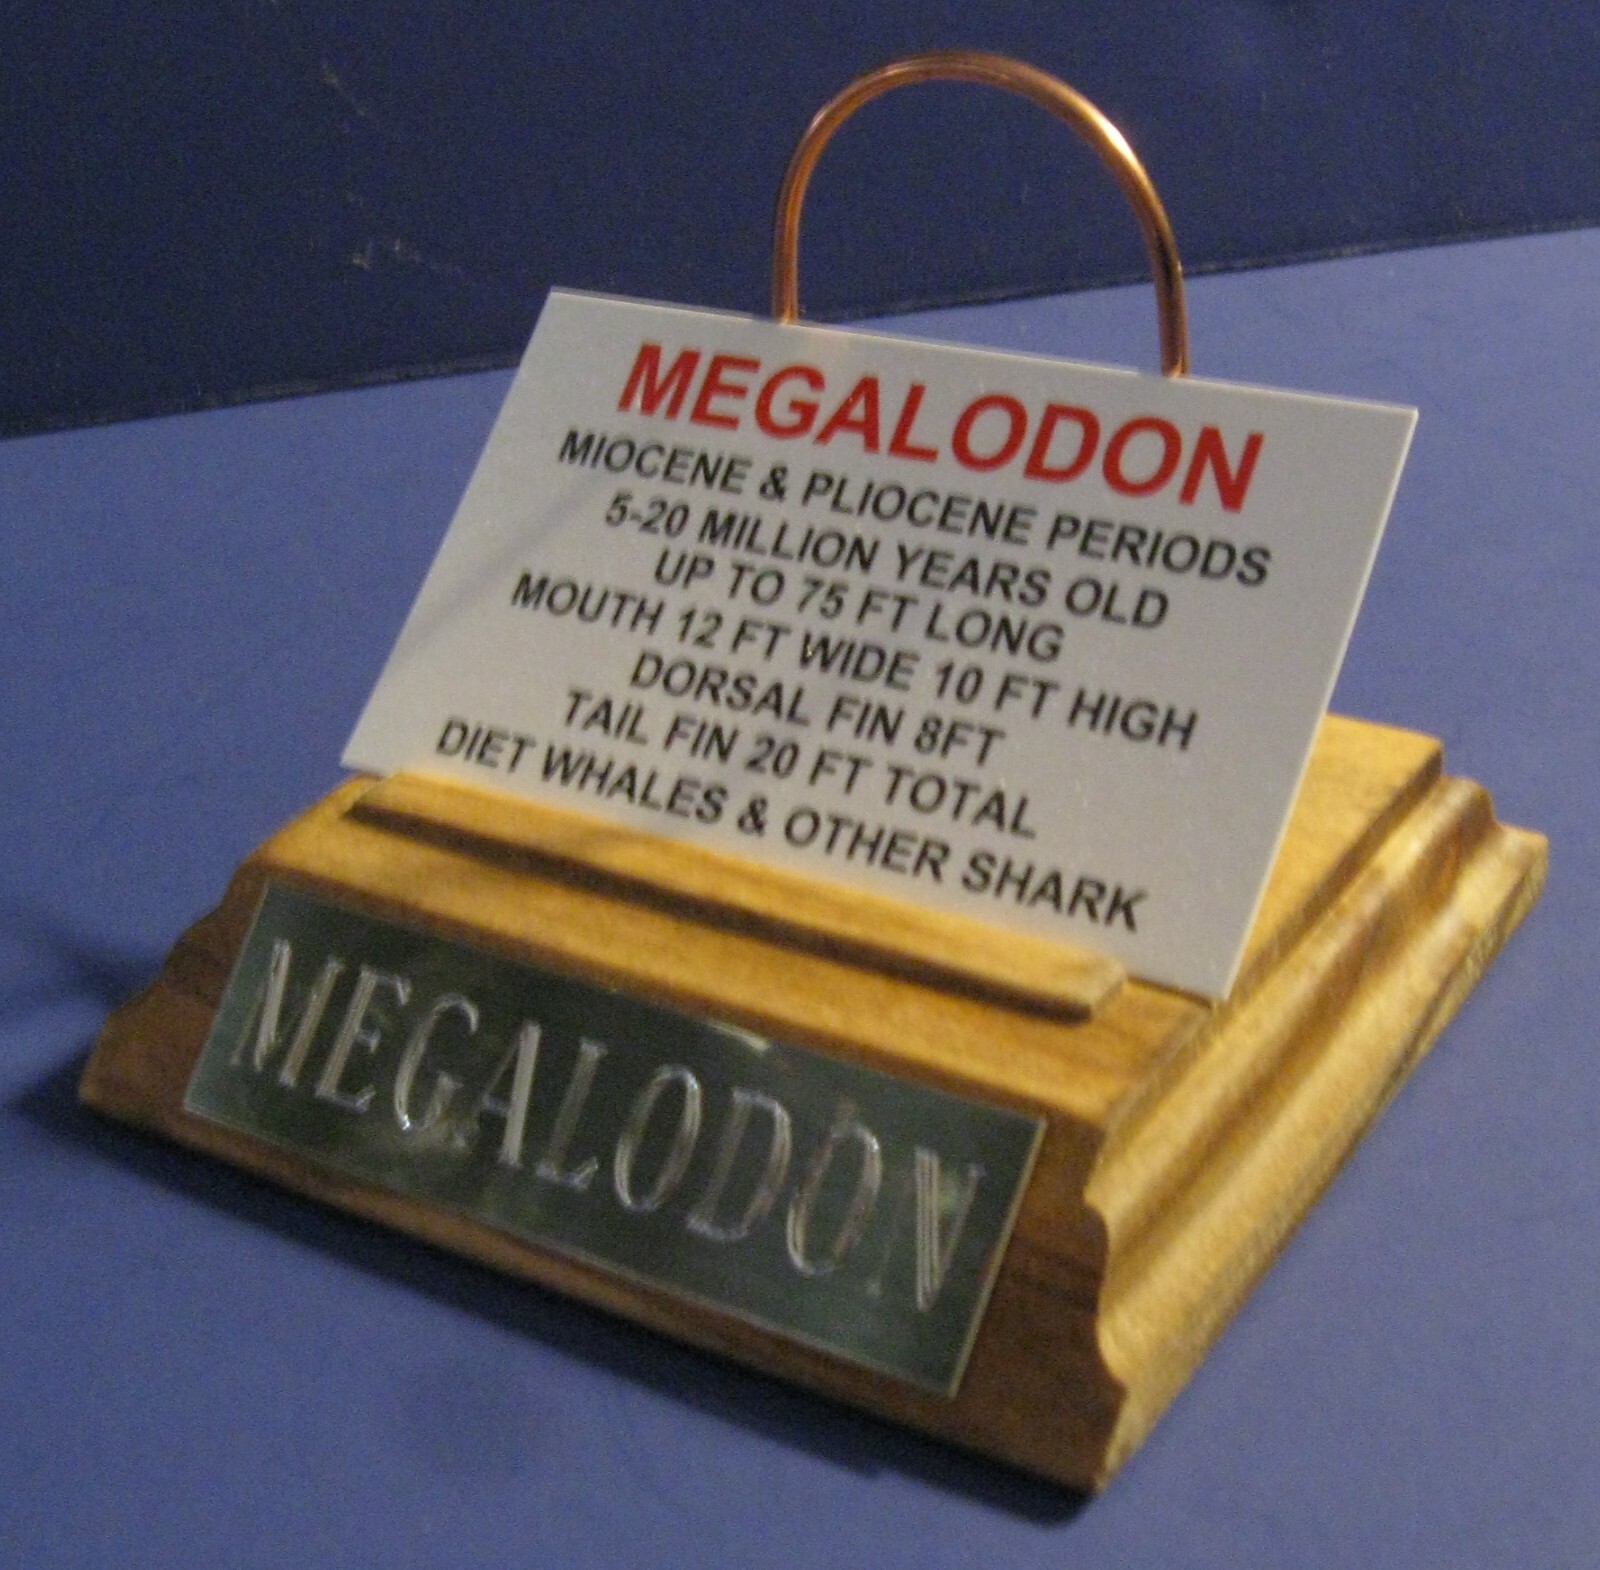 MEGALODON
MIOCENE & PLIOCENE PERIODS
5-20 MILLION YEARS OLD
UP TO 75 FT LONG
MOUTH 12 FT WIDE 10 FT HIGH
DORSAL FIN 8FT
TAIL FIN 20 FT TOTAL
DIET WHALES & OTHER SHARK
MEGALODON